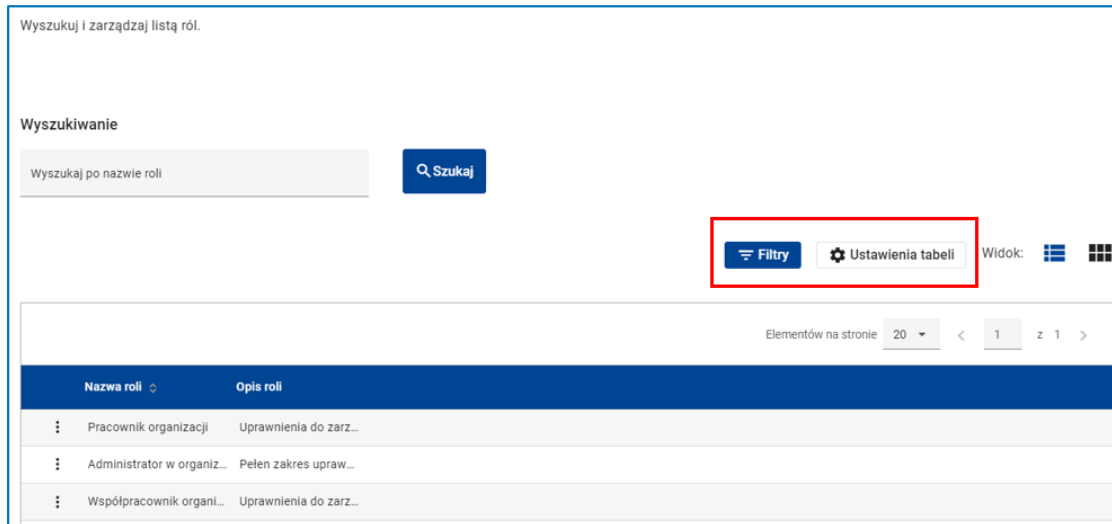 Wyszukuj i zarządzaj listą ról.
Wyszukiwanie
Wyszukaj po nazwie roli
Szukaj
Filtry Ustawienia tabeli Widok:
Elementów na stronie 20 < 1 z 1 >
Nazwa roli Opis roli
Pracownik organizacji Uprawnienia do zarz...
Administrator w organiz... Pełen zakres upraw...
Współpracownik organi... Uprawnienia do zarz...